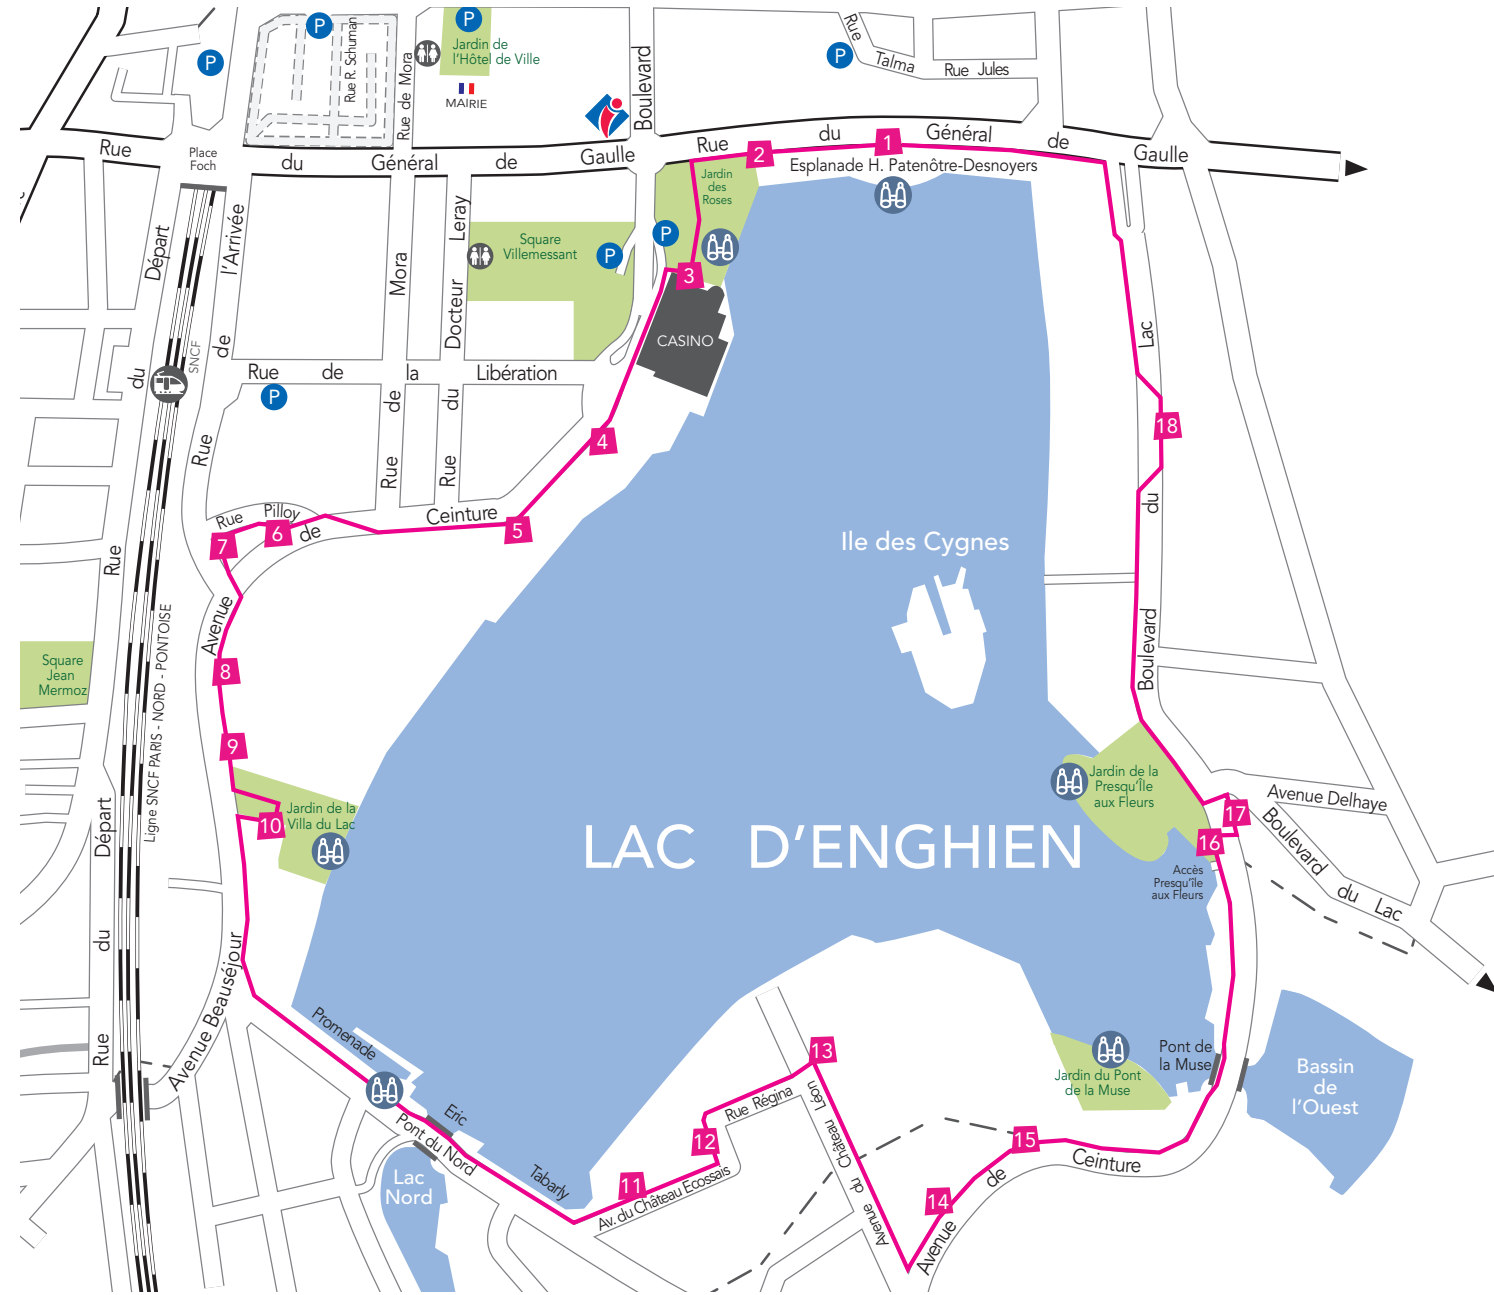 P
P
P
P
Rue R. Schuman
Rue de Mora
Jardin de
l'Hôtel de Ville
MAIRIE
Boulevard
Rue
Talma
Rue Jules
Rue
Place
Foch
du
Général
de
Gaulle
Rue
du
Général
de
Gaulle
1
2
Esplanade H. Patenôtre-Desnoyers
Jardin
des
Roses
P
P
3
CASINO
Square
Villemessant
Leray
Docteur
du
Rue
Mora
la
de
Rue
Départ
du
Rue
l'Arrivée
de
Rue
SNCF
Rue
de
la
Libération
P
4
5
Ceinture
de
Rue
Pilloy
6
7
Avenue
8
9
10
Jardin de la
Villa du Lac
Square
Jean
Mermoz
Ligne SNCF PARIS - NORD - PONTOISE
Départ
du
Rue
Avenue Beauséjour
Ile des Cygnes
LAC D'ENGHIEN
Lac
18
du
Boulevard
Jardin de la
Presqu'Île
aux Fleurs
17
16
Accès
Presqu'île
aux Fleurs
Avenue Delhaye
Boulevard
du
Lac
Pont de
la Muse
Jardin du Pont
de la Muse
Bassin
de
l'Ouest
Promenade
Eric
Tabarly
Pont du Nord
Lac
Nord
11
Av. du Château Ecossais
12
Rue Régina
13
Avenue du Château Léon
14
15
Avenue
de
Ceinture